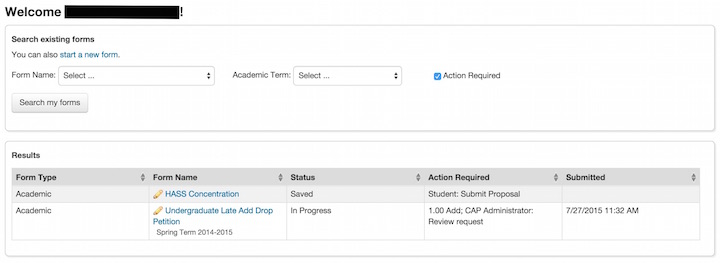 Welcome !
Search existing forms
You can also start a new form.
Form Name: Select ... Academic Term: Select ... Action Required
Search my forms
Results
Form Type Form Name Status Action Required Submitted
Academic HASS Concentration Saved Student: Submit Proposal
Academic Undergraduate Late Add Drop In Progress 1.00 Add; CAP Administrator: 7/27/2015 11:32 AM
Petition Review request
Spring Term 2014-2015